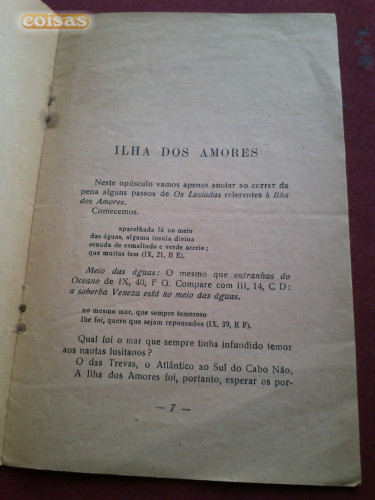 coisas
ILHA DOS AMORES
Neste opúsculo vamos apenas anotar ao correr da
pena alguns passos de Os Lusíadas referentes à Ilha
dos Amores.
Comecemos.
aparelhada lá no meio
das águas, alguma ínsula divina
ornada de esmaltado e verde arreio;
que muitas tem (IX, 21, B E).
Meio das águas: O mesmo que entranhas do
Oceano de IX, 40, F G. Compare com III, 14, C D:
a soberba Veneza está no meio das águas.
no mesmo mar, que sempre temeroso
lhe foi, quero que sejam repousados (IX, 39, E F).
Qual foi o mar que sempre tinha infundido temor
aos nautas lusitanos?
O das Trevas, o Atlântico ao Sul do Cabo Não.
A Ilha dos Amores foi, portanto, esperar os por-
— 7 —